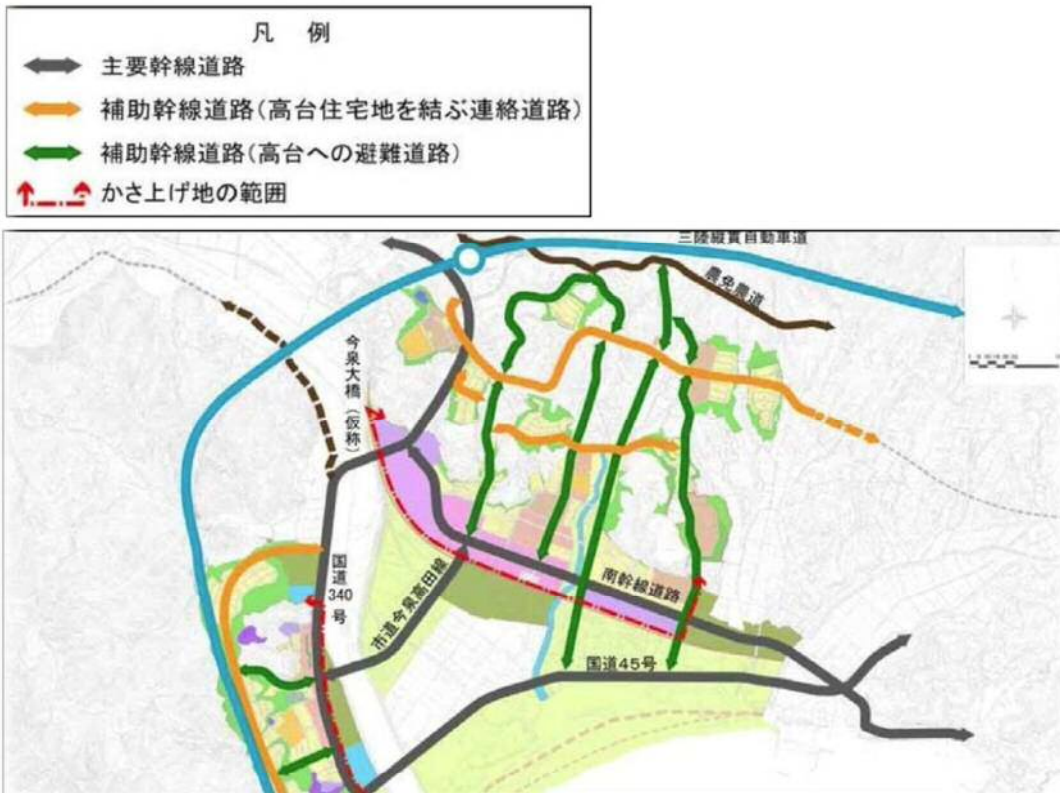 凡 例
主要幹線道路
補助幹線道路(高台住宅地を結ぶ連絡道路)
補助幹線道路(高台への避難道路)
かさ上げ地の範囲
三陸縦貫自動車道
農免農道
今泉大橋(仮称)
国道340号
市道今泉高田線
南幹線道路
国道45号